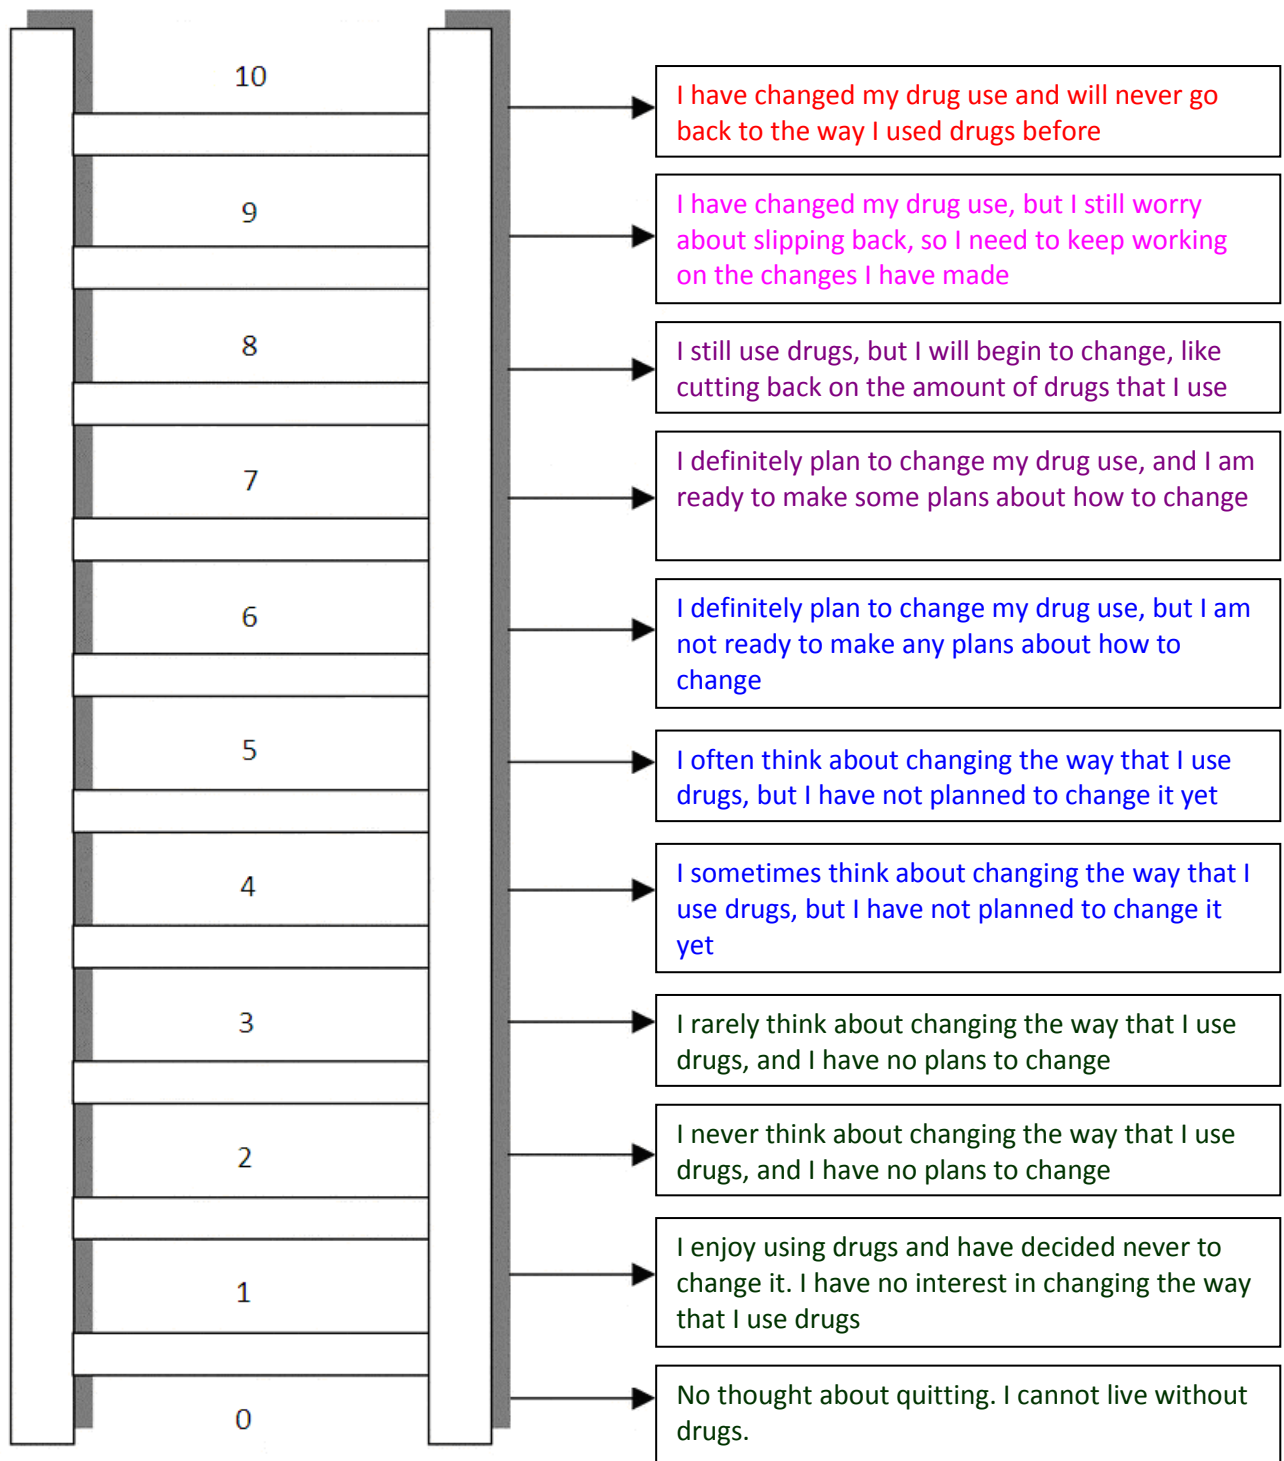 10
I have changed my drug use and will never go
back to the way I used drugs before
9
I have changed my drug use, but I still worry
about slipping back, so I need to keep working
on the changes I have made
8
I still use drugs, but I will begin to change, like
cutting back on the amount of drugs that I use
7
I definitely plan to change my drug use, and I am
ready to make some plans about how to change
6
I definitely plan to change my drug use, but I am
not ready to make any plans about how to
change
5
I often think about changing the way that I use
drugs, but I have not planned to change it yet
4
I sometimes think about changing the way that I
use drugs, but I have not planned to change it
yet
3
I rarely think about changing the way that I use
drugs, and I have no plans to change
2
I never think about changing the way that I use
drugs, and I have no plans to change
1
I enjoy using drugs and have decided never to
change it. I have no interest in changing the way
that I use drugs
0
No thought about quitting. I cannot live without
drugs.